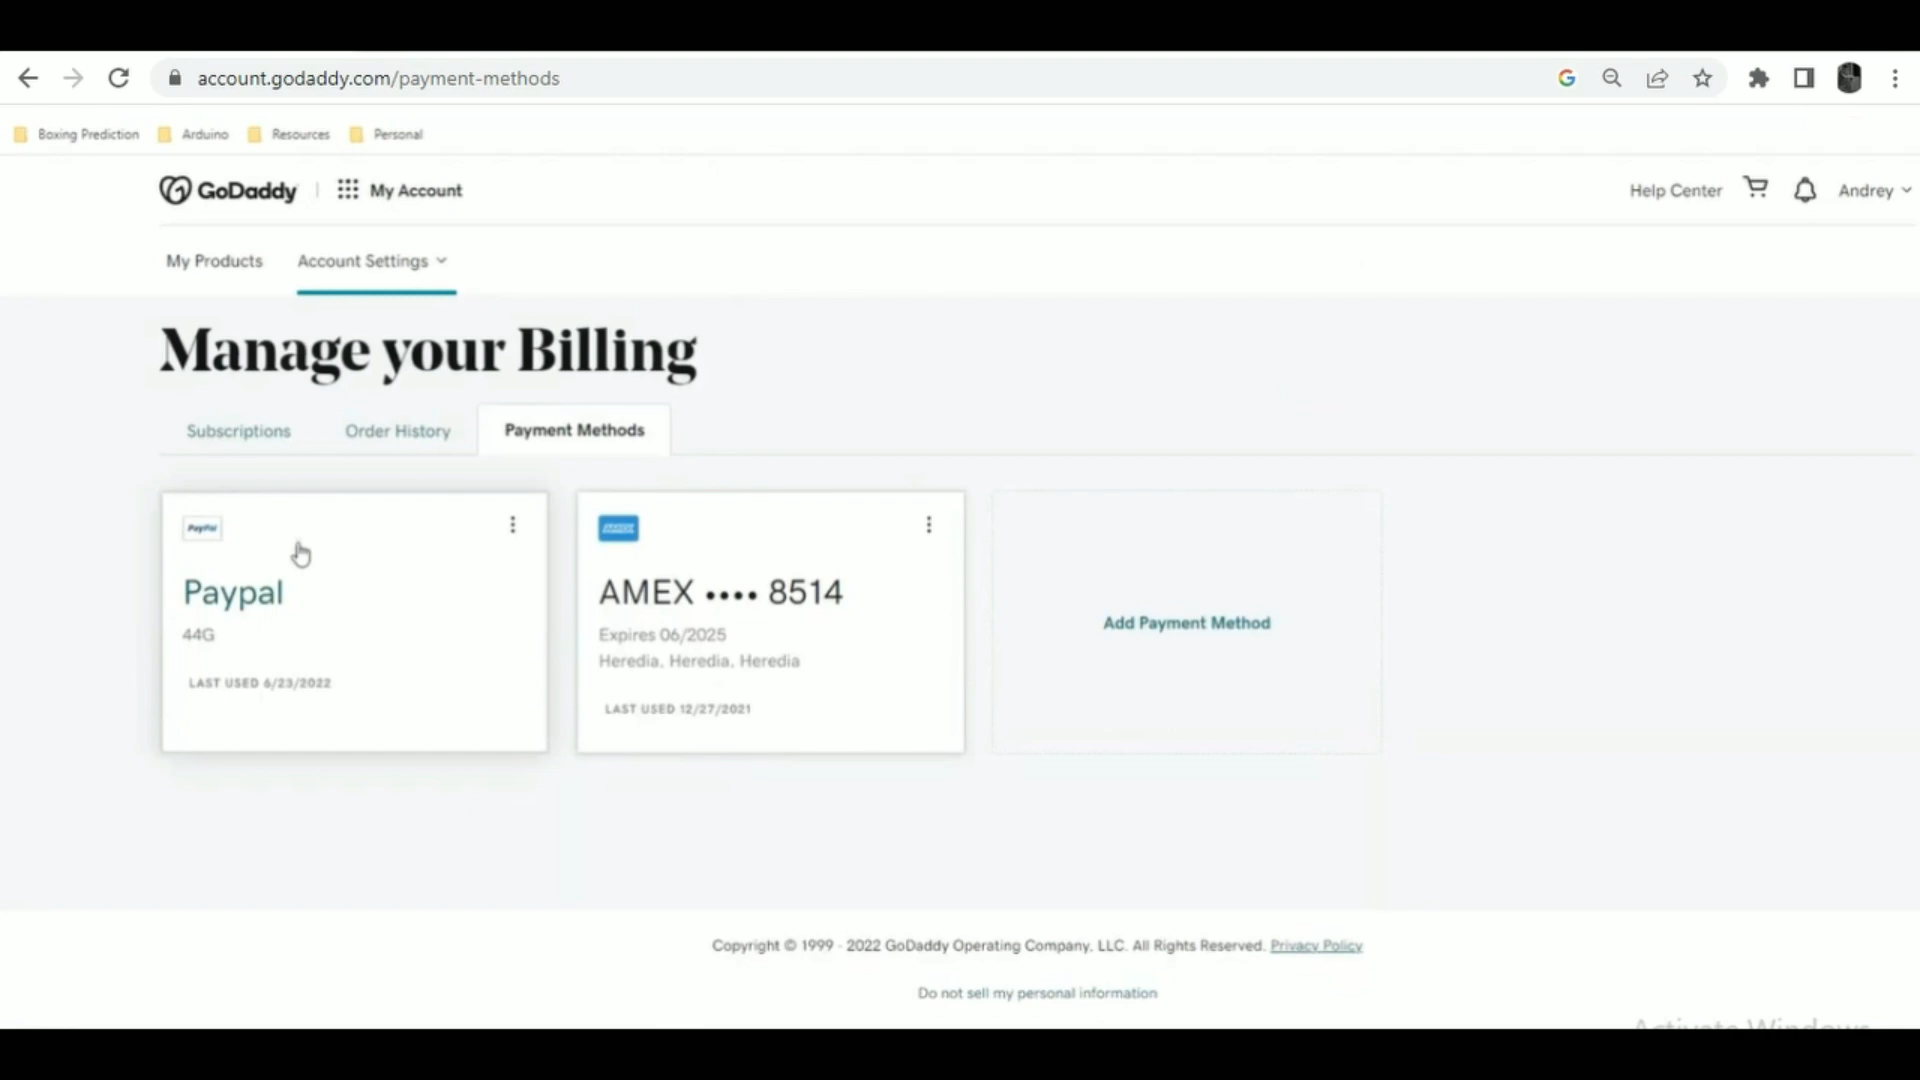 account.godaddy.com/payment-methods
Boxing Prediction Arduino Resources Personal
GoDaddy My Account Help Center Andrey
My Products Account Settings
Manage your Billing
Subscriptions Order History Payment Methods
PayPal
Paypal
44G
LAST USED 6/23/2022
AMEX •••• 8514
Expires 06/2025
Heredia, Heredia, Heredia
LAST USED 12/27/2021
Add Payment Method
Copyright © 1999 - 2022 GoDaddy Operating Company, LLC. All Rights Reserved. Privacy Policy
Do not sell my personal information
Activate Windows